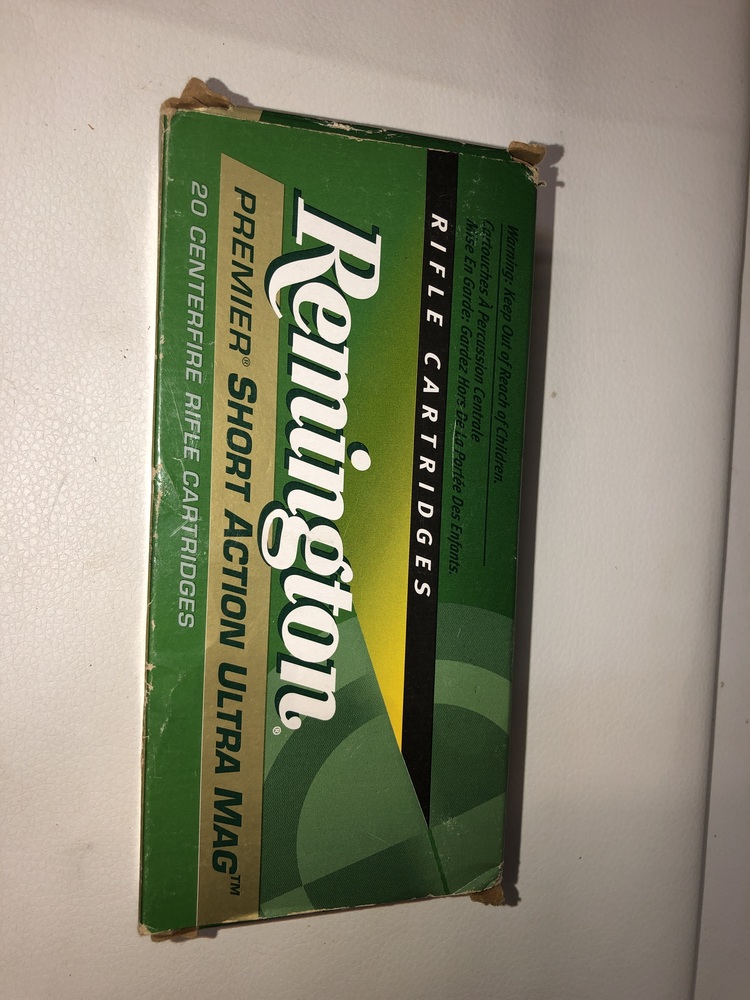 Warning: Keep Out of Reach of Children.
Cartouches À Percussion Centrale
Mise En Garde: Gardez Hors De La Portée Des Enfants.
RIFLE CARTRIDGES
Remington®
PREMIER® SHORT ACTION ULTRA MAG™
20 CENTERFIRE RIFLE CARTRIDGES